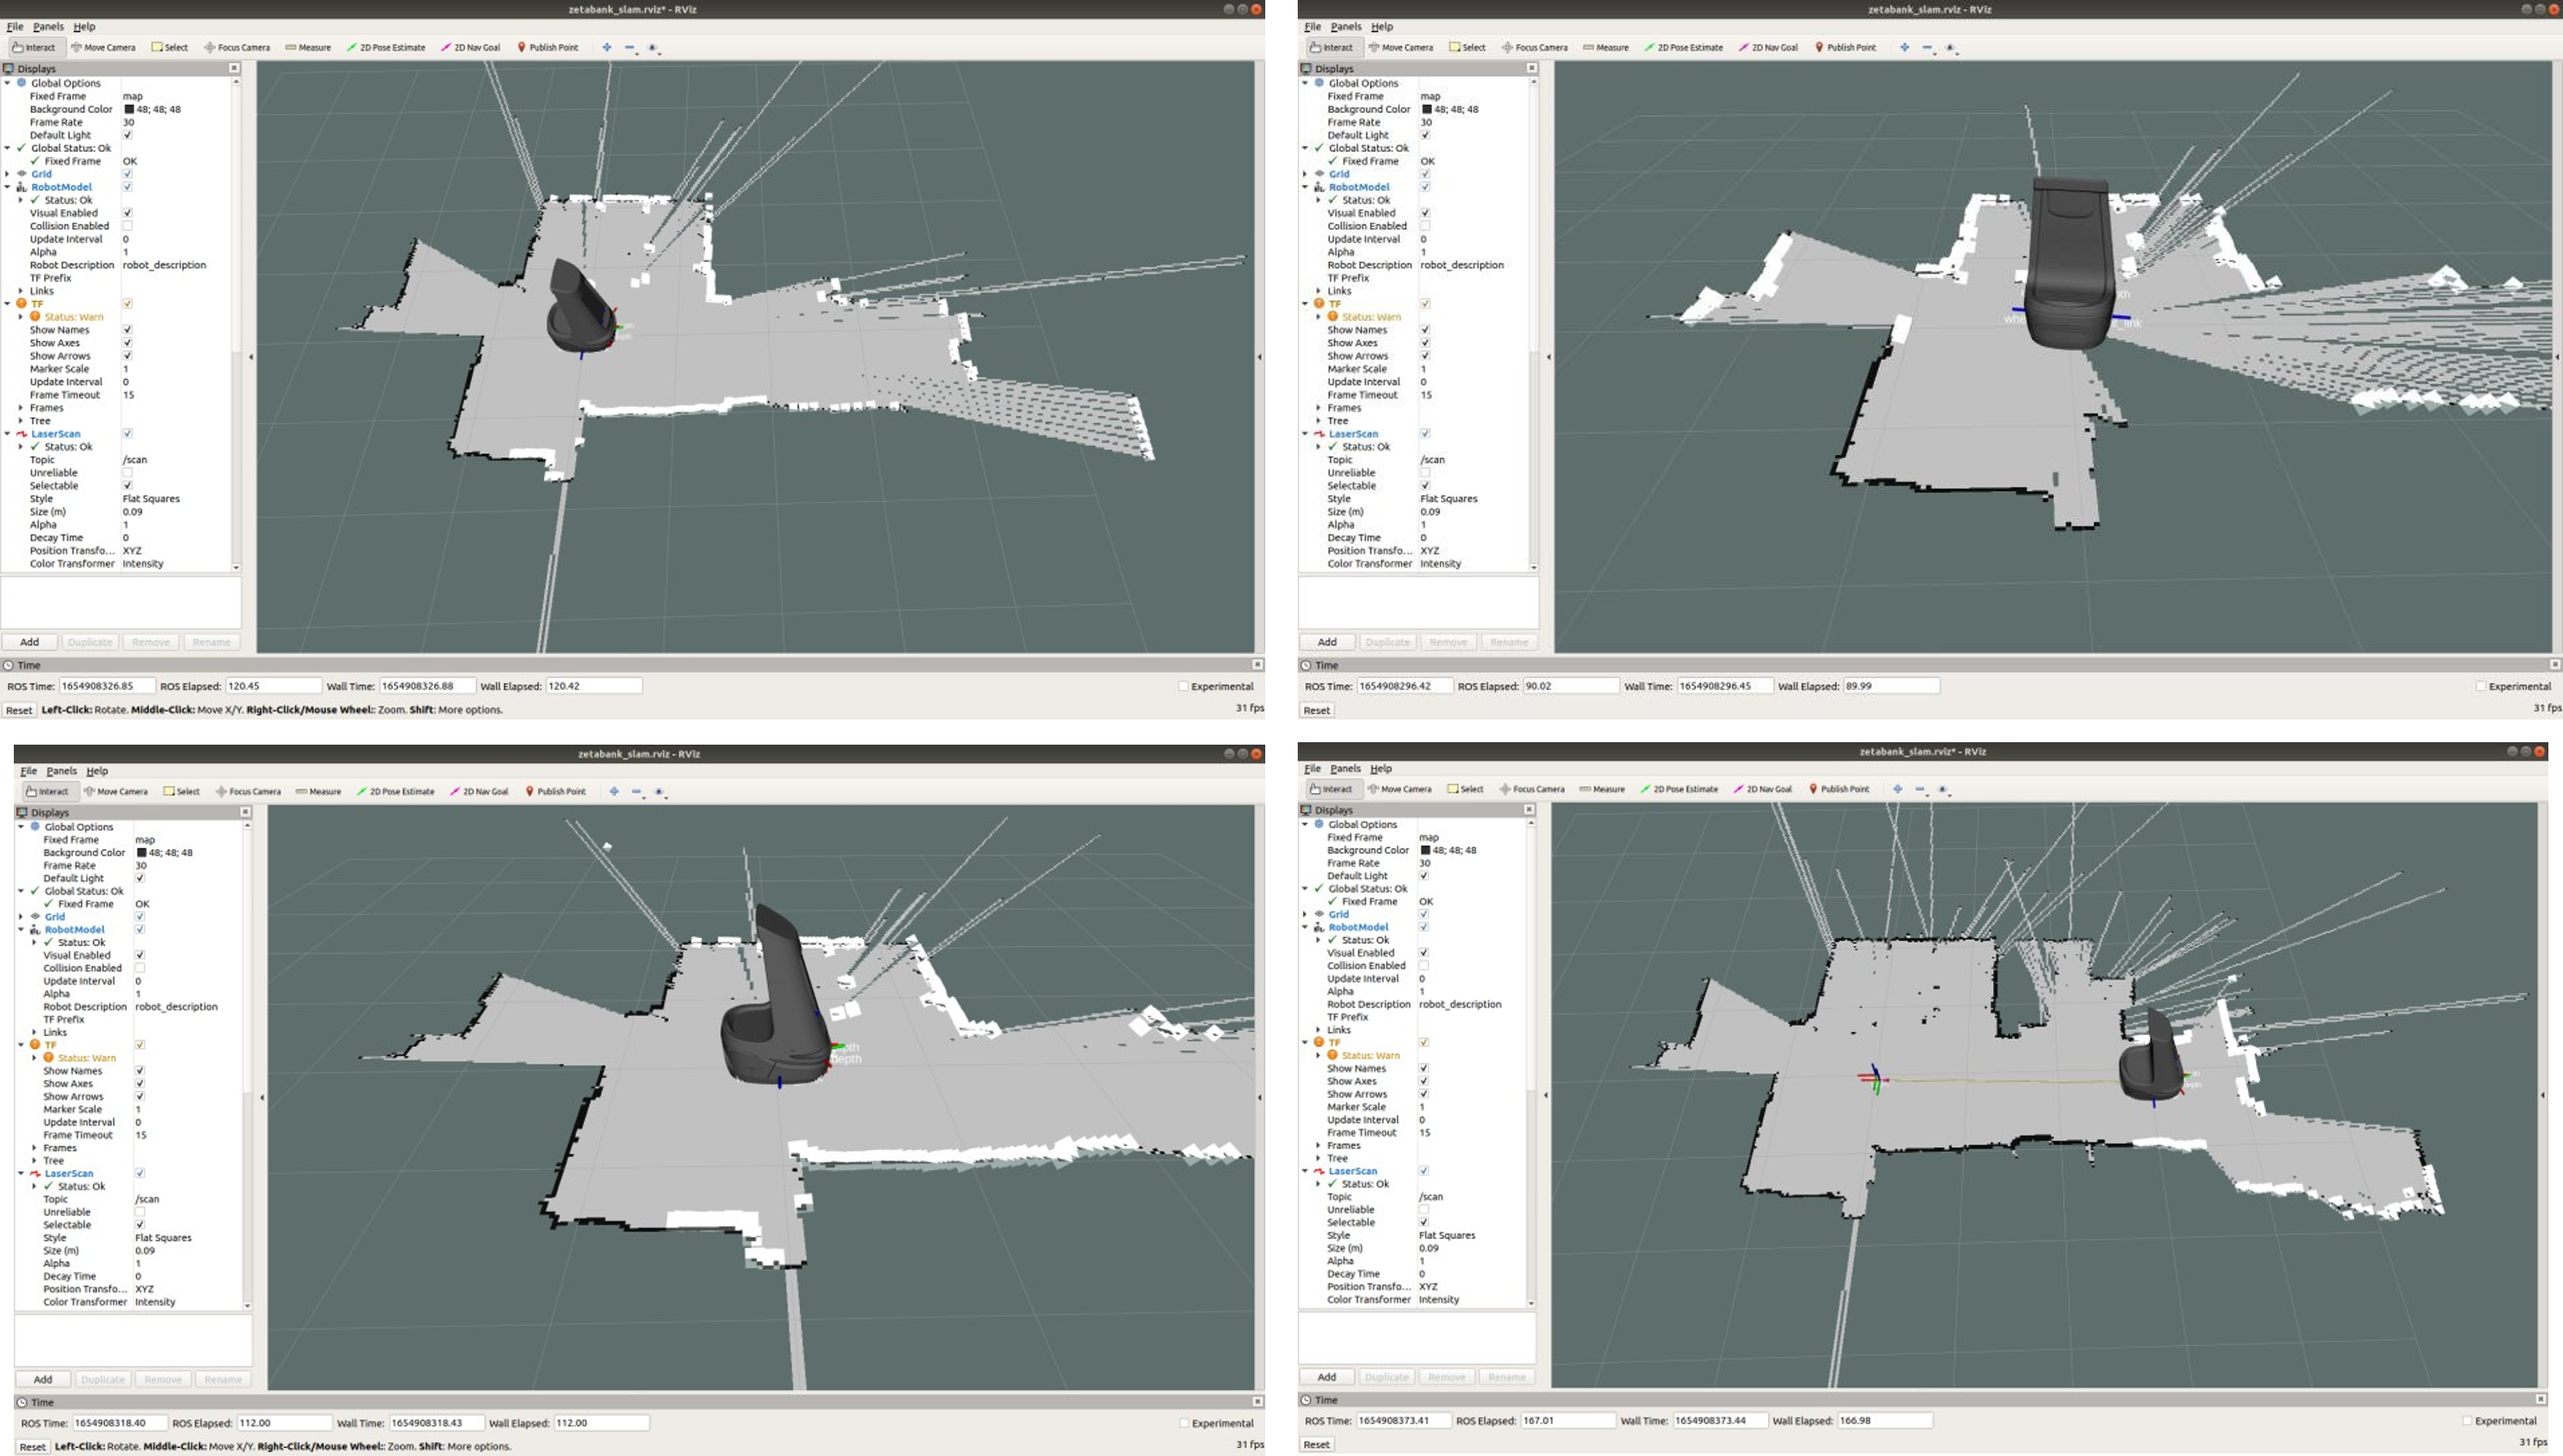 zetabank_slam.rviz* - RViz
File Panels Help
Interact Move Camera Select Focus Camera Measure 2D Pose Estimate 2D Nav Goal Publish Point
Displays
Global Options
Fixed Frame map
Background Color 48; 48; 48
Frame Rate 30
Default Light
Global Status: Ok
Fixed Frame OK
Grid
RobotModel
Status: Ok
Visual Enabled
Collision Enabled
Update Interval 0
Alpha 1
Robot Description robot_description
TF Prefix
Links
TF
Status: Warn
Show Names
Show Axes
Show Arrows
Marker Scale 1
Update Interval 0
Frame Timeout 15
Frames
Tree
LaserScan
Status: Ok
Topic /scan
Unreliable
Selectable
Style Flat Squares
Size (m) 0.09
Alpha 1
Decay Time 0
Position Transfo... XYZ
Color Transformer Intensity
Add Duplicate Remove Rename
Time
ROS Time: 1654908326.85 ROS Elapsed: 120.45 Wall Time: 1654908326.88 Wall Elapsed: 120.42 Experimental
Reset Left-Click: Rotate. Middle-Click: Move X/Y. Right-Click/Mouse Wheel:: Zoom. Shift: More options. 31 fps
zetabank_slam.rviz - RViz
File Panels Help
Interact Move Camera Select Focus Camera Measure 2D Pose Estimate 2D Nav Goal Publish Point
Displays
Global Options
Fixed Frame map
Background Color 48; 48; 48
Frame Rate 30
Default Light
Global Status: Ok
Fixed Frame OK
Grid
RobotModel
Status: Ok
Visual Enabled
Collision Enabled
Update Interval 0
Alpha 1
Robot Description robot_description
TF Prefix
Links
TF
Status: Warn
Show Names
Show Axes
Show Arrows
Marker Scale 1
Update Interval 0
Frame Timeout 15
Frames
Tree
LaserScan
Status: Ok
Topic /scan
Unreliable
Selectable
Style Flat Squares
Size (m) 0.09
Alpha 1
Decay Time 0
Position Transfo... XYZ
Color Transformer Intensity
Add Duplicate Remove Rename
Time
ROS Time: 1654908296.42 ROS Elapsed: 90.02 Wall Time: 1654908296.45 Wall Elapsed: 89.99 Experimental
Reset 31 fps
zetabank_slam.rviz - RViz
File Panels Help
Interact Move Camera Select Focus Camera Measure 2D Pose Estimate 2D Nav Goal Publish Point
Displays
Global Options
Fixed Frame map
Background Color 48; 48; 48
Frame Rate 30
Default Light
Global Status: Ok
Fixed Frame OK
Grid
RobotModel
Status: Ok
Visual Enabled
Collision Enabled
Update Interval 0
Alpha 1
Robot Description robot_description
TF Prefix
Links
TF
Status: Warn
Show Names
Show Axes
Show Arrows
Marker Scale 1
Update Interval 0
Frame Timeout 15
Frames
Tree
LaserScan
Status: Ok
Topic /scan
Unreliable
Selectable
Style Flat Squares
Size (m) 0.09
Alpha 1
Decay Time 0
Position Transfo... XYZ
Color Transformer Intensity
depth
Add Duplicate Remove Rename
Time
ROS Time: 1654908318.40 ROS Elapsed: 112.00 Wall Time: 1654908318.43 Wall Elapsed: 112.00 Experimental
Reset Left-Click: Rotate. Middle-Click: Move X/Y. Right-Click/Mouse Wheel:: Zoom. Shift: More options. 31 fps
zetabank_slam.rviz* - RViz
File Panels Help
Interact Move Camera Select Focus Camera Measure 2D Pose Estimate 2D Nav Goal Publish Point
Displays
Global Options
Fixed Frame map
Background Color 48; 48; 48
Frame Rate 30
Default Light
Global Status: Ok
Fixed Frame OK
Grid
RobotModel
Status: Ok
Visual Enabled
Collision Enabled
Update Interval 0
Alpha 1
Robot Description robot_description
TF Prefix
Links
TF
Status: Warn
Show Names
Show Axes
Show Arrows
Marker Scale 1
Update Interval 0
Frame Timeout 15
Frames
Tree
LaserScan
Status: Ok
Topic /scan
Unreliable
Selectable
Style Flat Squares
Size (m) 0.09
Alpha 1
Decay Time 0
Position Transfo... XYZ
Color Transformer Intensity
Add Duplicate Remove Rename
Time
ROS Time: 1654908373.41 ROS Elapsed: 167.01 Wall Time: 1654908373.44 Wall Elapsed: 166.98 Experimental
Reset 31 fps